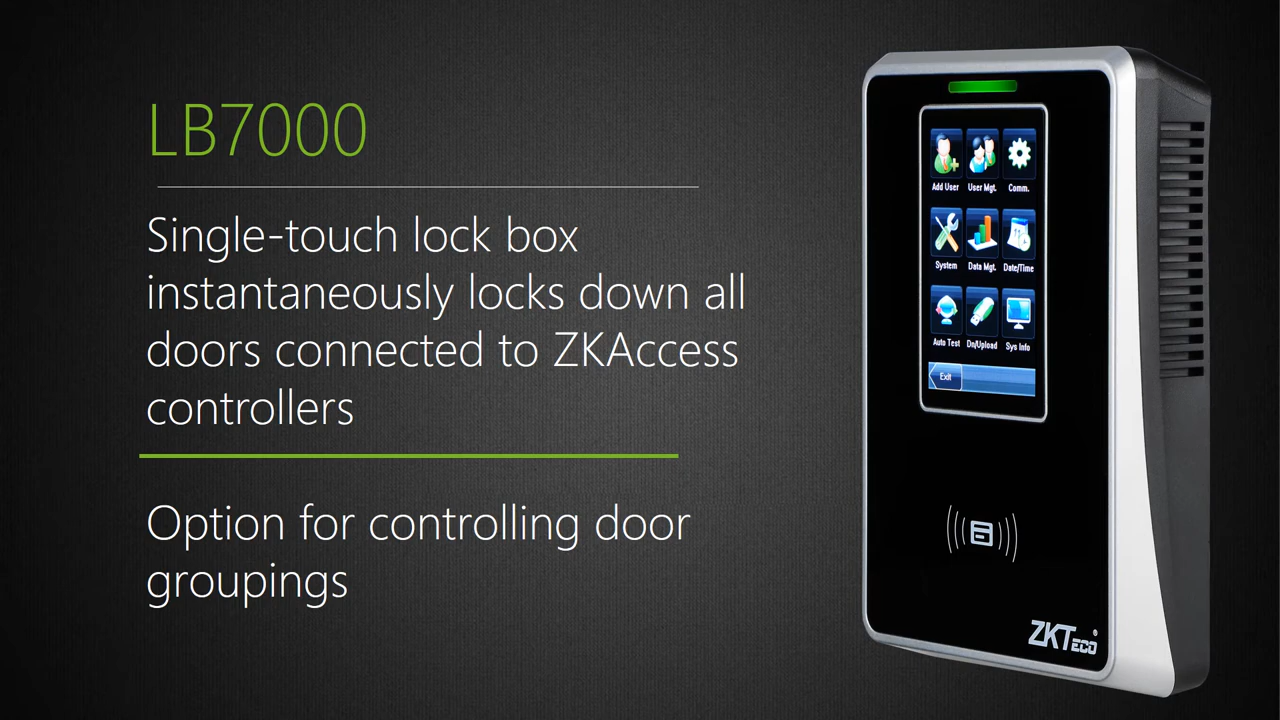 LB7000
Single-touch lock box
instantaneously locks down all
doors connected to ZKAccess
controllers
Option for controlling door
groupings
Add User
User Mgt.
Comm.
System
Data Mgt.
Date/Time
Auto Test
Dn/Upload
Sys Info
Exit
ZKTECO®